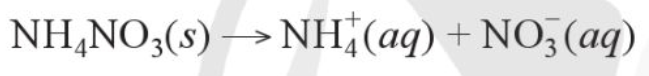 NH₄NO₃(s) ⟶ NH₄⁺(aq) + NO₃⁻(aq)